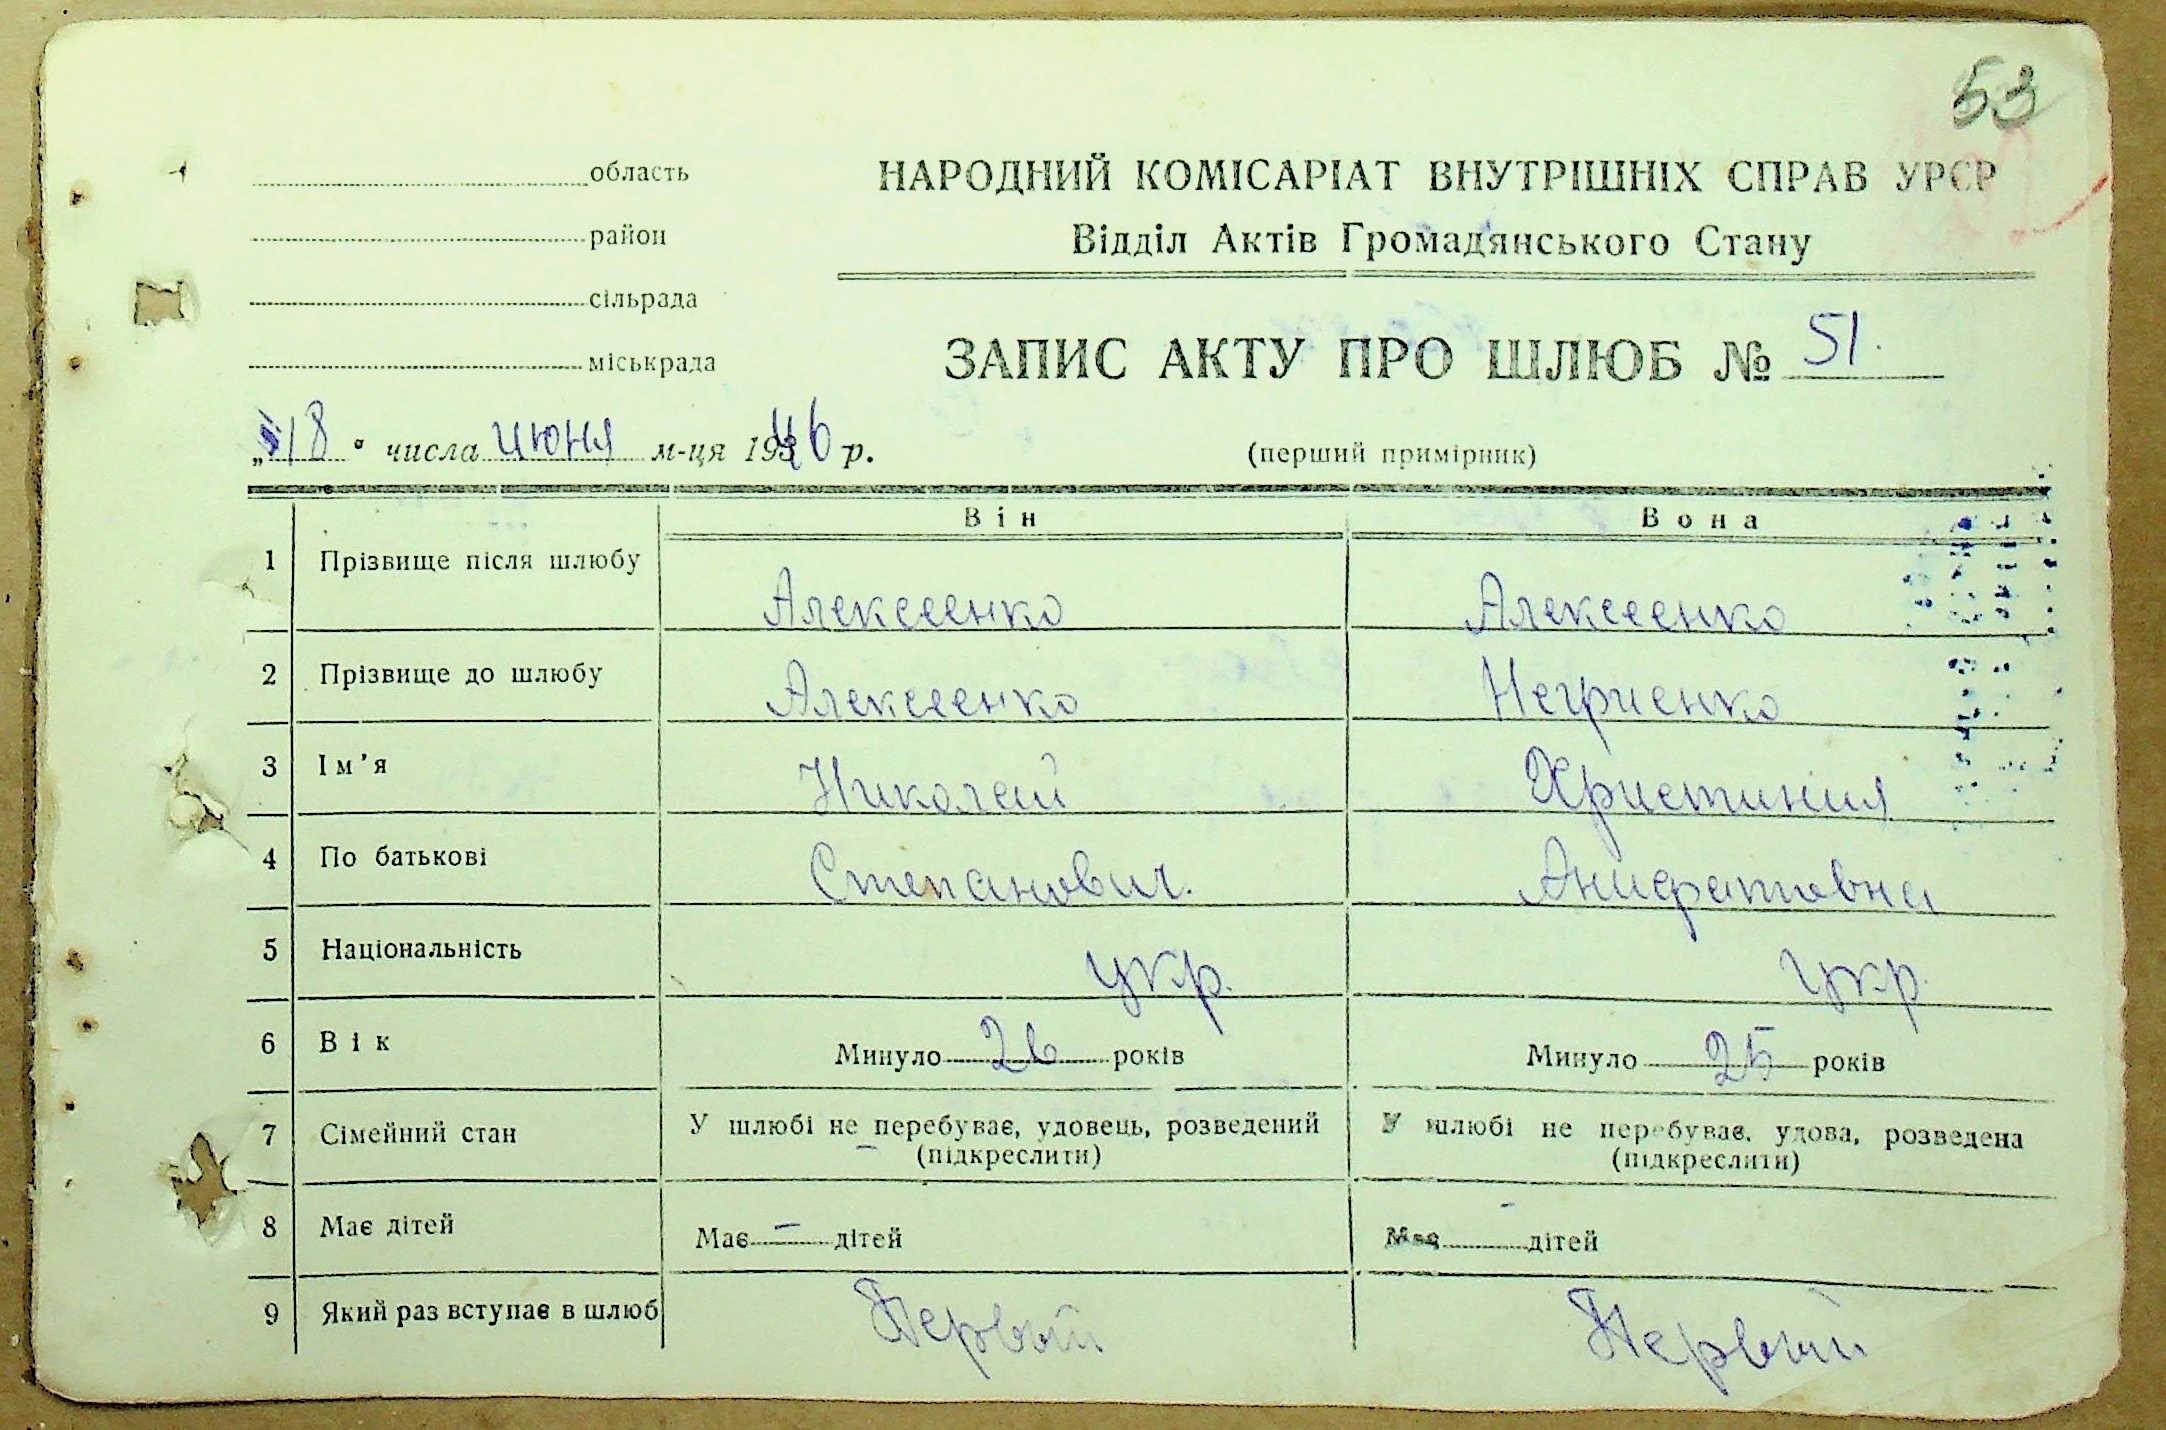 53
область
НАРОДНИЙ КОМІСАРІАТ ВНУТРІШНІХ СПРАВ УРСР
район
Відділ Актів Громадянського Стану
сільрада
міськрада
ЗАПИС АКТУ ПРО ШЛЮБ № 51.
„18" числа июня м-ця 1946 р.
(перший примірник)
Він Вона
1 Прізвище після шлюбу Алексеенко Алексеенко
2 Прізвище до шлюбу Алексеенко Негриенко
3 Ім'я Николай Христиния
4 По батькові Степанович. Анифатовна
5 Національність укр. укр.
6 Вік Минуло 26 років Минуло 25 років
7 Сімейний стан У шлюбі не перебуває, удовець, розведений У шлюбі не перебуває, удова, розведена
(підкреслити) (підкреслити)
8 Має дітей Має – дітей Має - дітей
9 Який раз вступає в шлюб Первый Первый